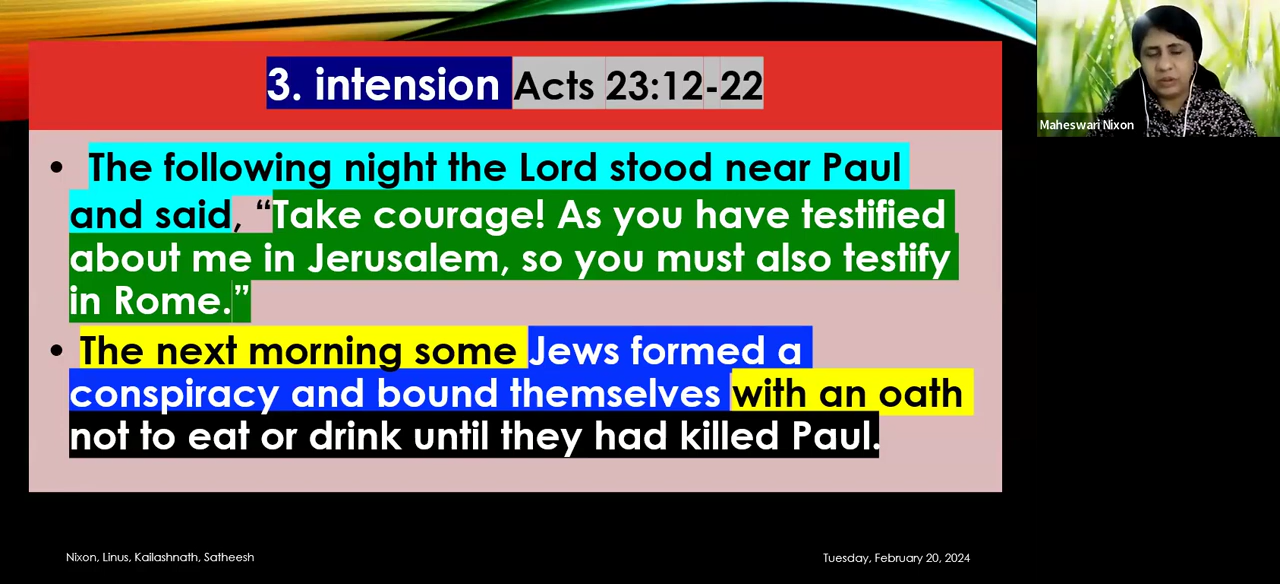 3. intension Acts 23:12-22
• The following night the Lord stood near Paul
and said, “Take courage! As you have testified
about me in Jerusalem, so you must also testify
in Rome.”
• The next morning some Jews formed a
conspiracy and bound themselves with an oath
not to eat or drink until they had killed Paul.
Nixon, Linus, Kailashnath, Satheesh
Tuesday, February 20, 2024
Maheswari Nixon